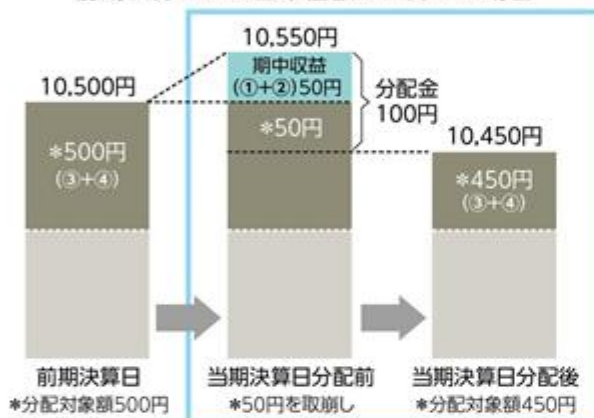 10,550円
10,500円
期中収益
(①+②)50円
分配金
100円
*50円
*500円
(③+④)
10,450円
*450円
(③+④)
前期決算日
*分配対象額500円
当期決算日分配前
*50円を取崩し
当期決算日分配後
*分配対象額450円